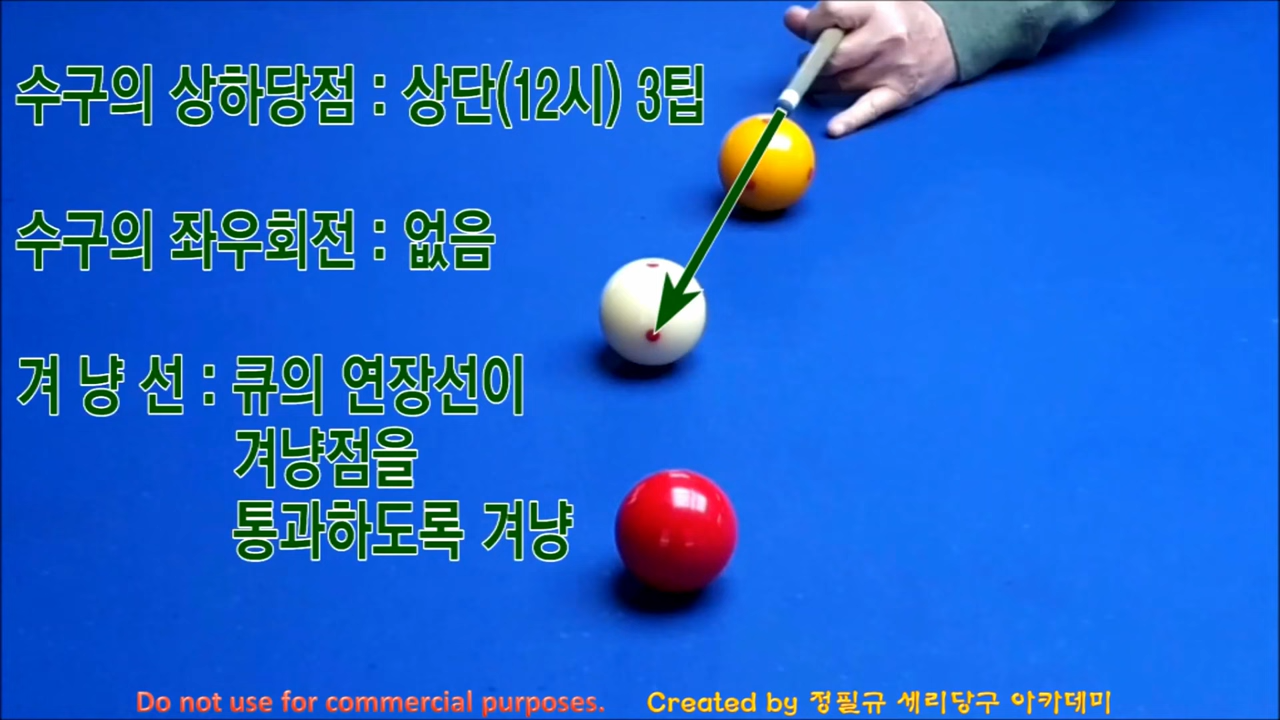 수구의 상하당점 : 상단(12시) 3팁
수구의 좌우회전 : 없음
겨 냥 선 : 큐의 연장선이
겨냥점을
통과하도록 겨냥
Do not use for commercial purposes. Created by 정필규 세리당구 아카데미